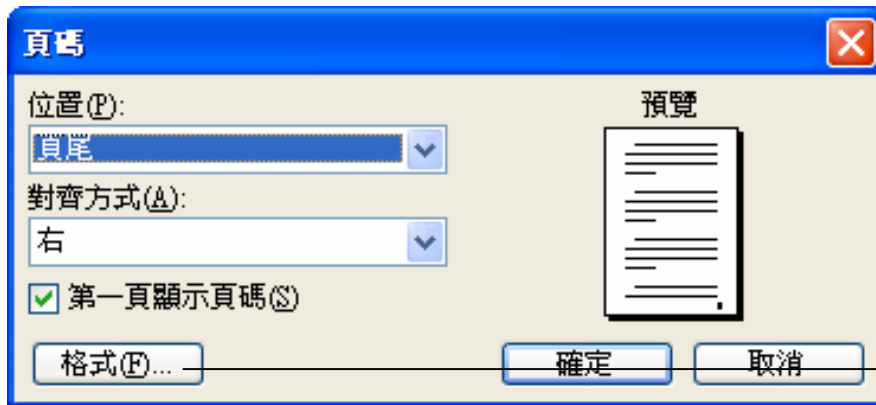 頁碼
位置(P):
預覽
頁尾
對齊方式(A):
右
第一頁顯示頁碼(S)
格式(F)...
確定
取消